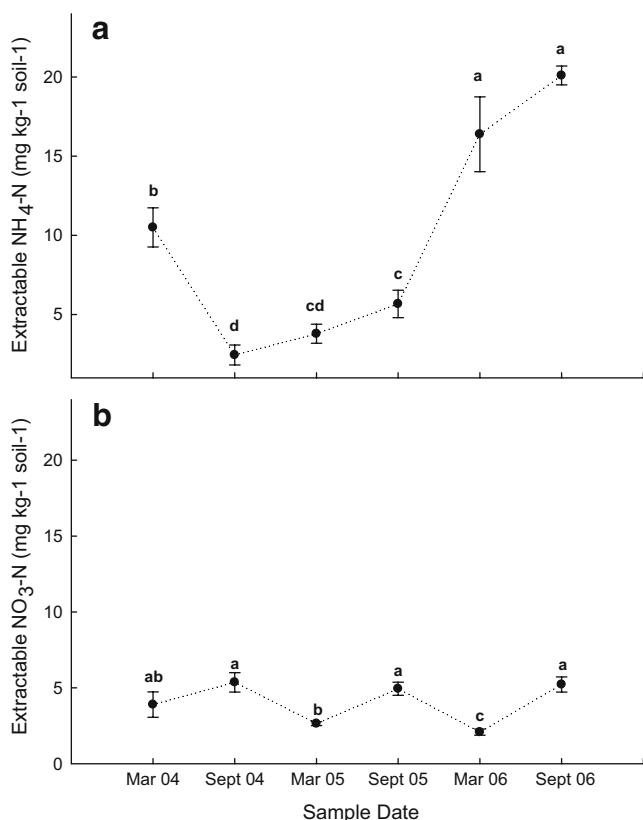 a
Extractable NH4-N (mg kg-1 soil-1)
20
15
10
5
b
d
cd
c
a
a
b
Extractable NO3-N (mg kg-1 soil-1)
20
15
10
5
0
ab
a
b
a
c
a
Mar 04 Sept 04 Mar 05 Sept 05 Mar 06 Sept 06
Sample Date